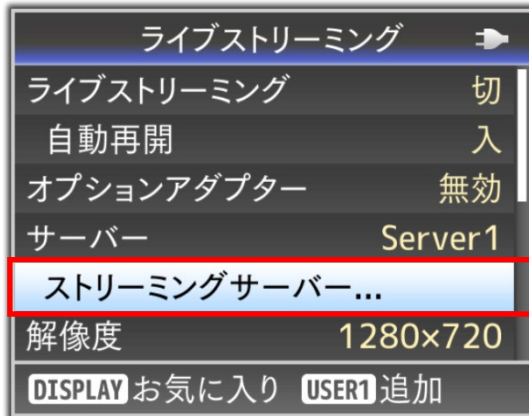 ライブストリーミング
ライブストリーミング 切
自動再開 入
オプションアダプター 無効
サーバー Server1
ストリーミングサーバー...
解像度 1280×720
DISPLAY お気に入り USER1 追加